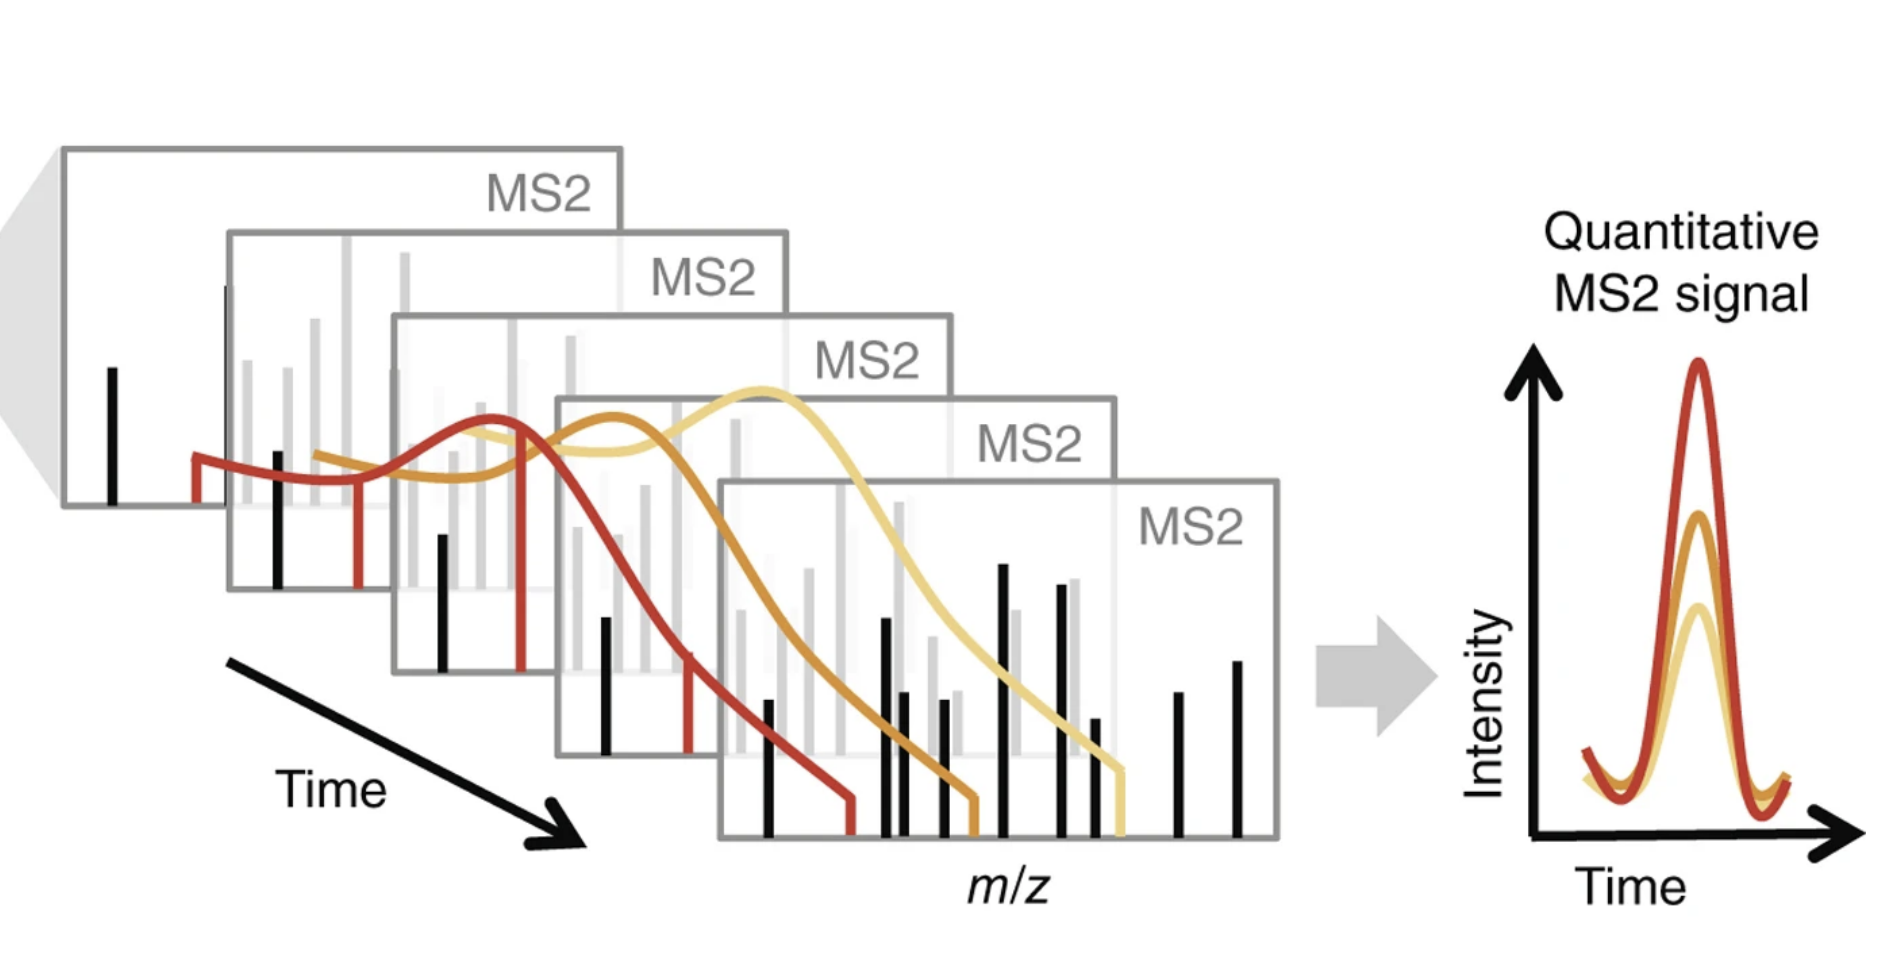 MS2
MS2
MS2
MS2
MS2
Time
m/z
Quantitative
MS2 signal
Intensity
Time